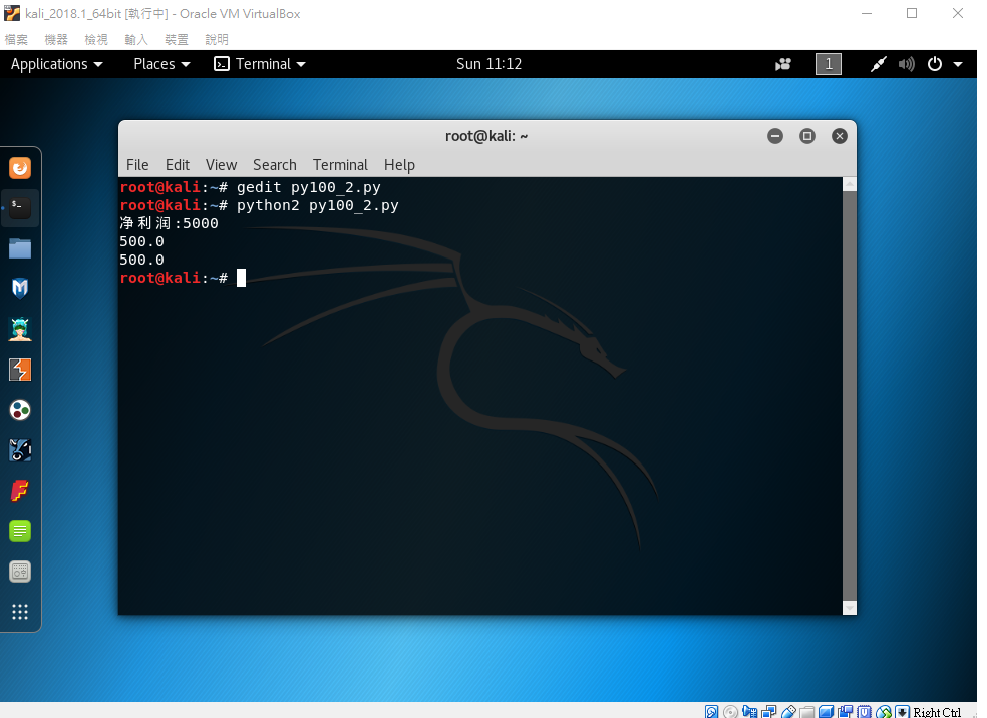 kali_2018.1_64bit [執行中] - Oracle VM VirtualBox
檔案 機器 檢視 輸入 裝置 說明
Applications Places Terminal Sun 11:12 1
root@kali: ~
File Edit View Search Terminal Help
root@kali:~# gedit py100_2.py
root@kali:~# python2 py100_2.py
净利润:5000
500.0
500.0
root@kali:~#
Right Ctrl